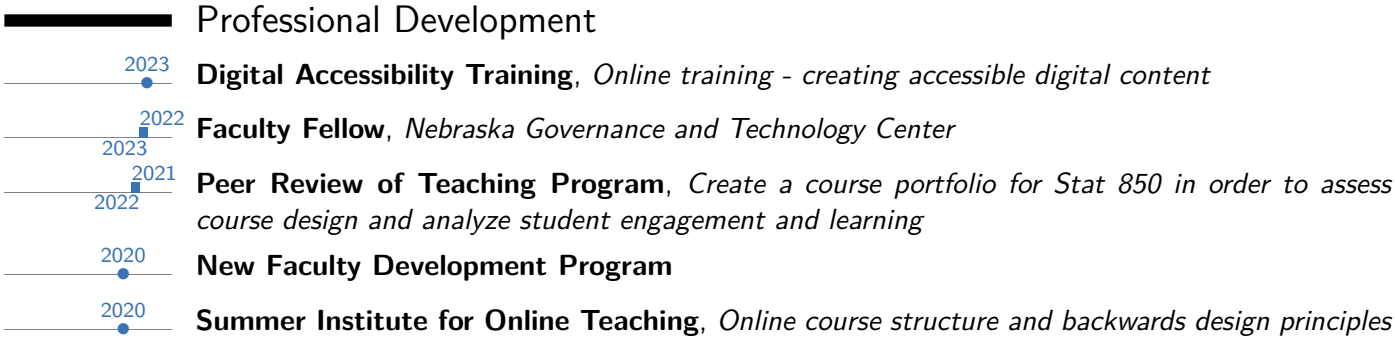 Professional Development
2023
Digital Accessibility Training, Online training - creating accessible digital content
2022
2023
Faculty Fellow, Nebraska Governance and Technology Center
2021
2022
Peer Review of Teaching Program, Create a course portfolio for Stat 850 in order to assess
course design and analyze student engagement and learning
2020
New Faculty Development Program
2020
Summer Institute for Online Teaching, Online course structure and backwards design principles